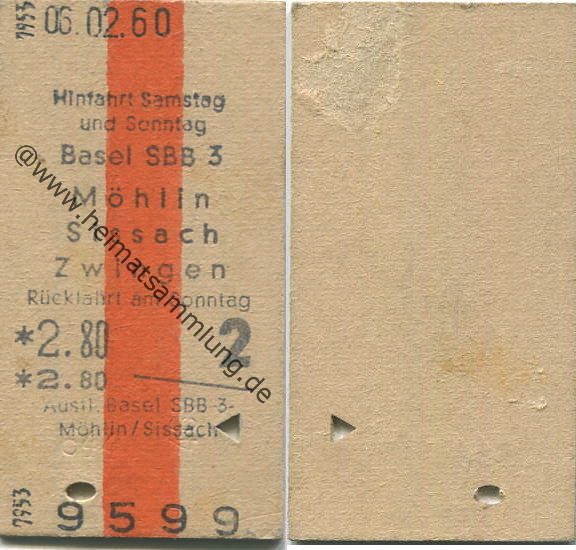 7953
06.02.60
Hinfahrt Samstag
und Sonntag
Basel SBB 3
Möhlin
Sissach
Zwingen
Rückfahrt am Sonntag
*2.80 2
*2.80
Ausfl. Basel SBB 3-
Möhlin/Sissach
7953
9599
@www.heimatsammlung.de